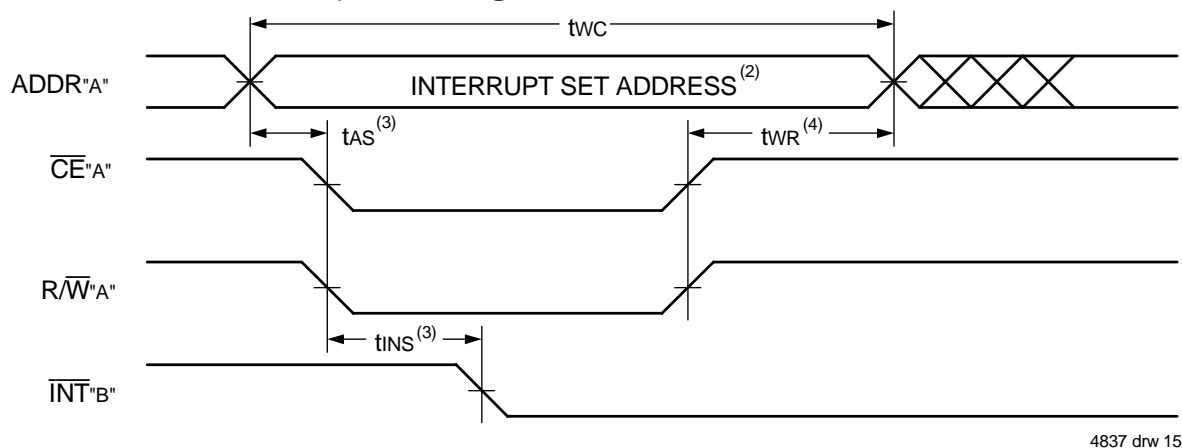 tWC
ADDR"A"
INTERRUPT SET ADDRESS(2)
tAS(3)
tWR(4)
CE"A"
R/W"A"
tINS(3)
INT"B"
4837 drw 15